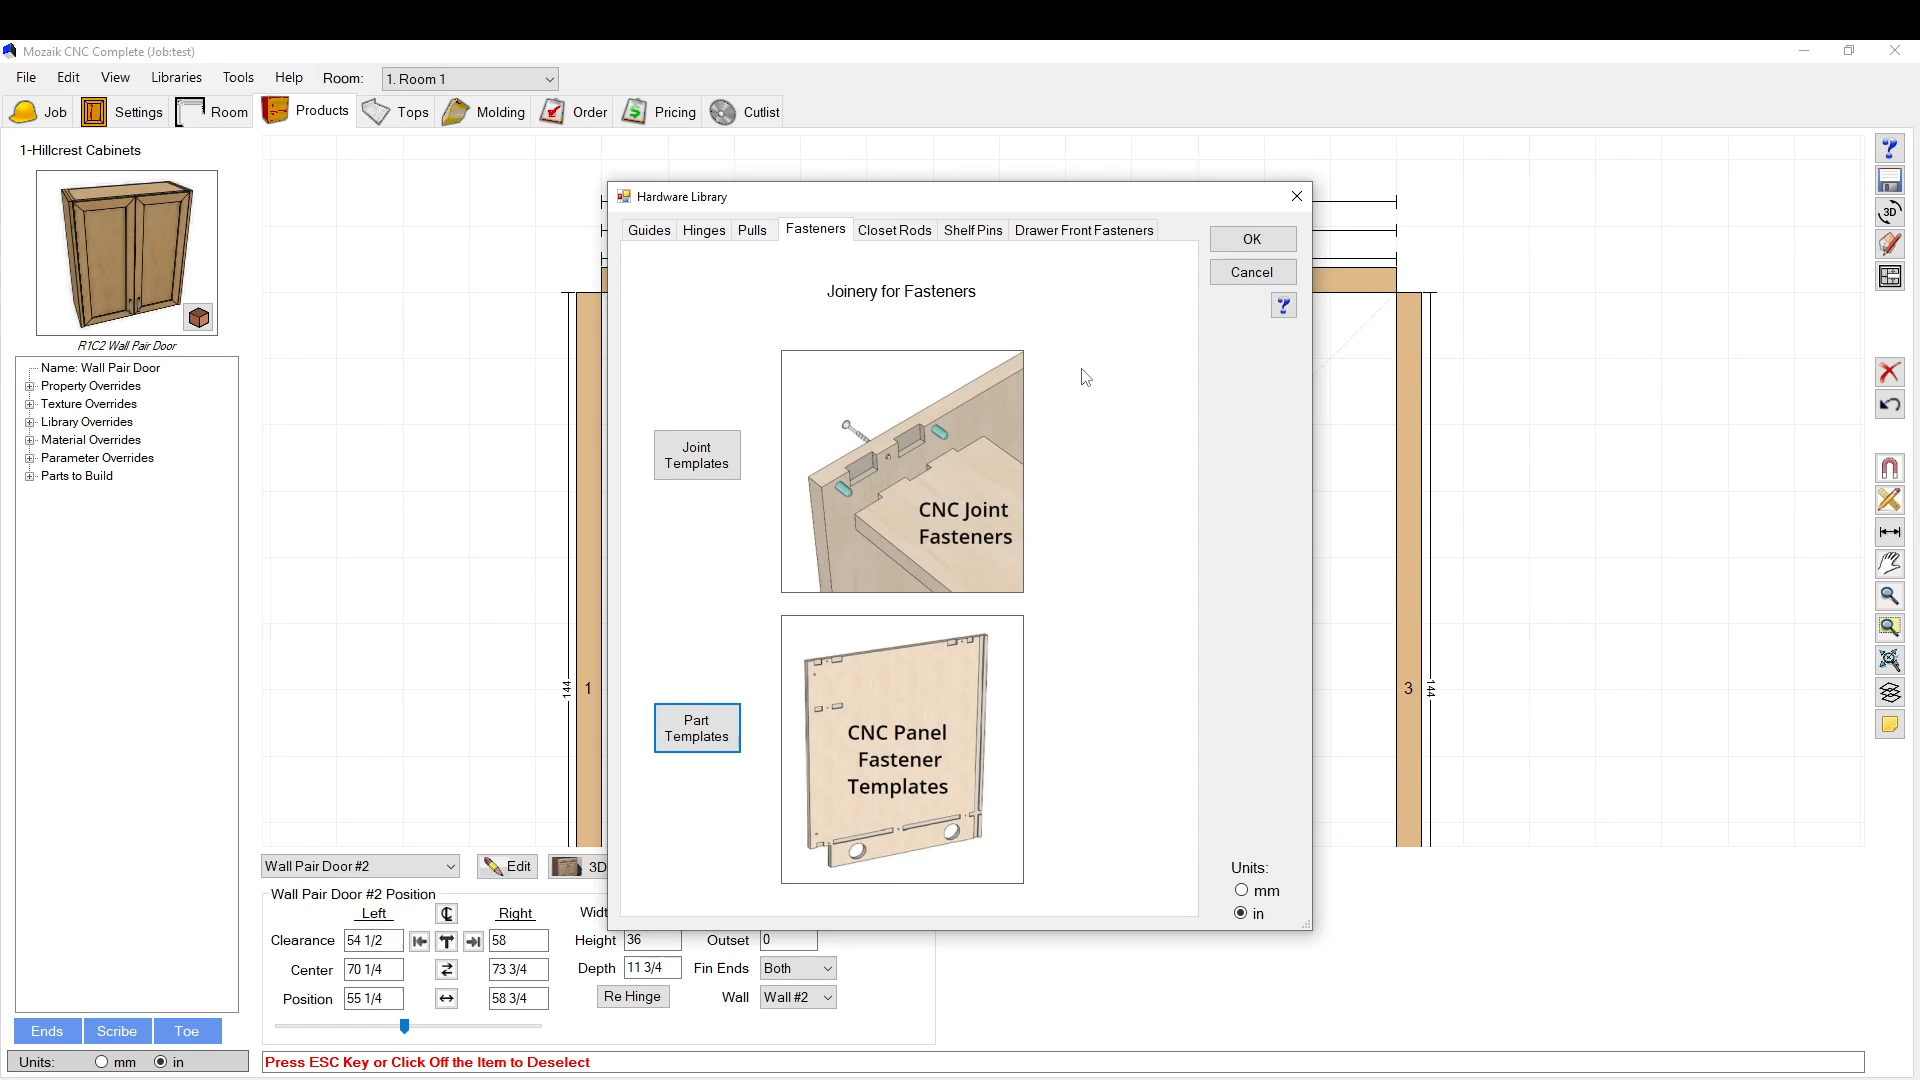 Mozaik CNC Complete (Job:test)
File Edit View Libraries Tools Help Room: 1. Room 1
Job Settings Room Products Tops Molding Order Pricing Cutlist
1-Hillcrest Cabinets
R1C2 Wall Pair Door
Name: Wall Pair Door
Property Overrides
Texture Overrides
Library Overrides
Material Overrides
Parameter Overrides
Parts to Build
Ends Scribe Toe
Units: mm in
Hardware Library
Guides Hinges Pulls Fasteners Closet Rods Shelf Pins Drawer Front Fasteners
OK
Cancel
?
Joinery for Fasteners
Joint
Templates
CNC Joint
Fasteners
Part
Templates
CNC Panel
Fastener
Templates
Units:
mm
in
144
1
3
144
?
3D
Wall Pair Door #2 Edit 3D
Wall Pair Door #2 Position
Left Right Widt
Clearance 54 1/2 58 Height 36 Outset 0
Center 70 1/4 73 3/4 Depth 11 3/4 Fin Ends Both
Position 55 1/4 58 3/4 Re Hinge Wall Wall #2
Press ESC Key or Click Off the Item to Deselect